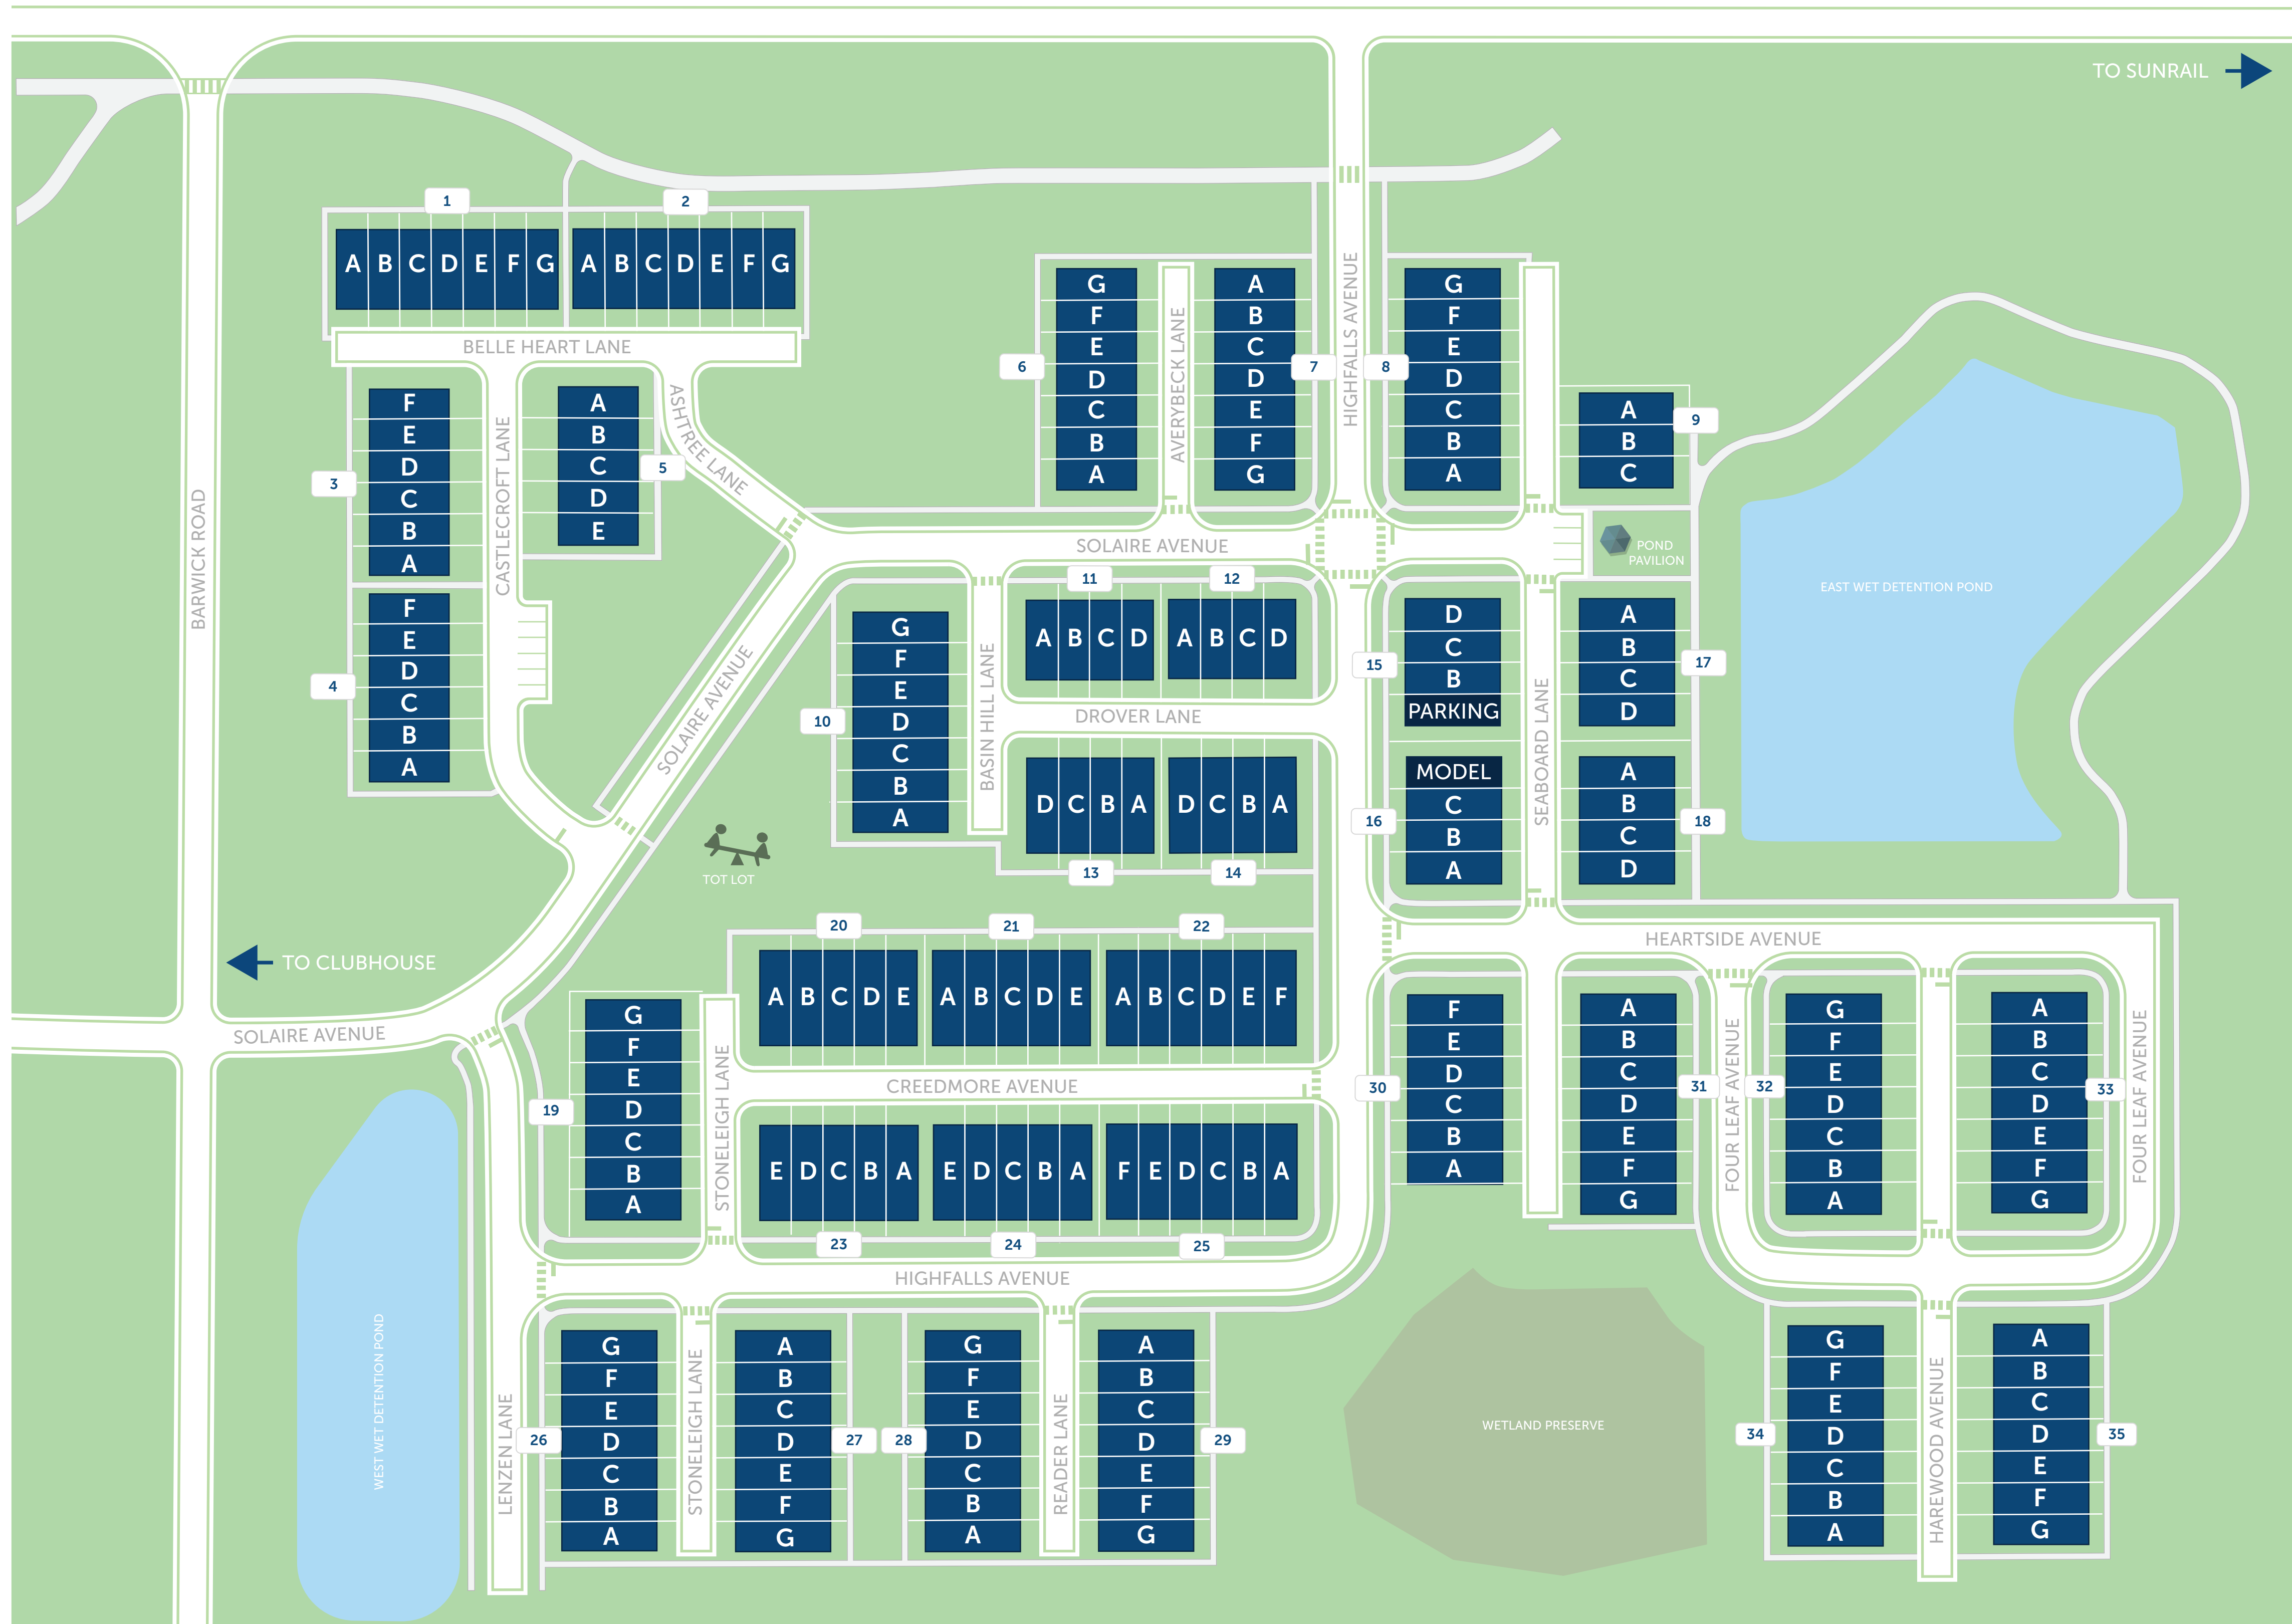 TO SUNRAIL
1
2
A B C D E F G
A B C D E F G
BELLE HEART LANE
BARWICK ROAD
CASTLECROFT LANE
ASHTREE LANE
3
F
E
D
C
B
A
5
A
B
C
D
E
4
F
E
D
C
B
A
6
G
F
E
D
C
B
A
AVERYBECK LANE
7
A
B
C
D
E
F
G
HIGHFALLS AVENUE
8
G
F
E
D
C
B
A
9
A
B
C
SOLAIRE AVENUE
POND
PAVILION
EAST WET DETENTION POND
SOLAIRE AVENUE
10
G
F
E
D
C
B
A
BASIN HILL LANE
11
12
A B C D
A B C D
DROVER LANE
D C B A
D C B A
13
14
15
D
C
B
PARKING
16
MODEL
C
B
A
SEABOARD LANE
17
A
B
C
D
18
A
B
C
D
TOT LOT
TO CLUBHOUSE
SOLAIRE AVENUE
HEARTSIDE AVENUE
20
21
22
A B C D E
A B C D E
A B C D E F
19
G
F
E
D
C
B
A
STONELEIGH LANE
CREEDMORE AVENUE
E D C B A
E D C B A
F E D C B A
23
24
25
30
F
E
D
C
B
A
31
A
B
C
D
E
F
G
FOUR LEAF AVENUE
32
G
F
E
D
C
B
A
33
A
B
C
D
E
F
G
FOUR LEAF AVENUE
HIGHFALLS AVENUE
WEST WET DETENTION POND
LENZEN LANE
26
G
F
E
D
C
B
A
STONELEIGH LANE
27
A
B
C
D
E
F
G
28
G
F
E
D
C
B
A
READER LANE
29
A
B
C
D
E
F
G
WETLAND PRESERVE
34
G
F
E
D
C
B
A
HAREWOOD AVENUE
35
A
B
C
D
E
F
G